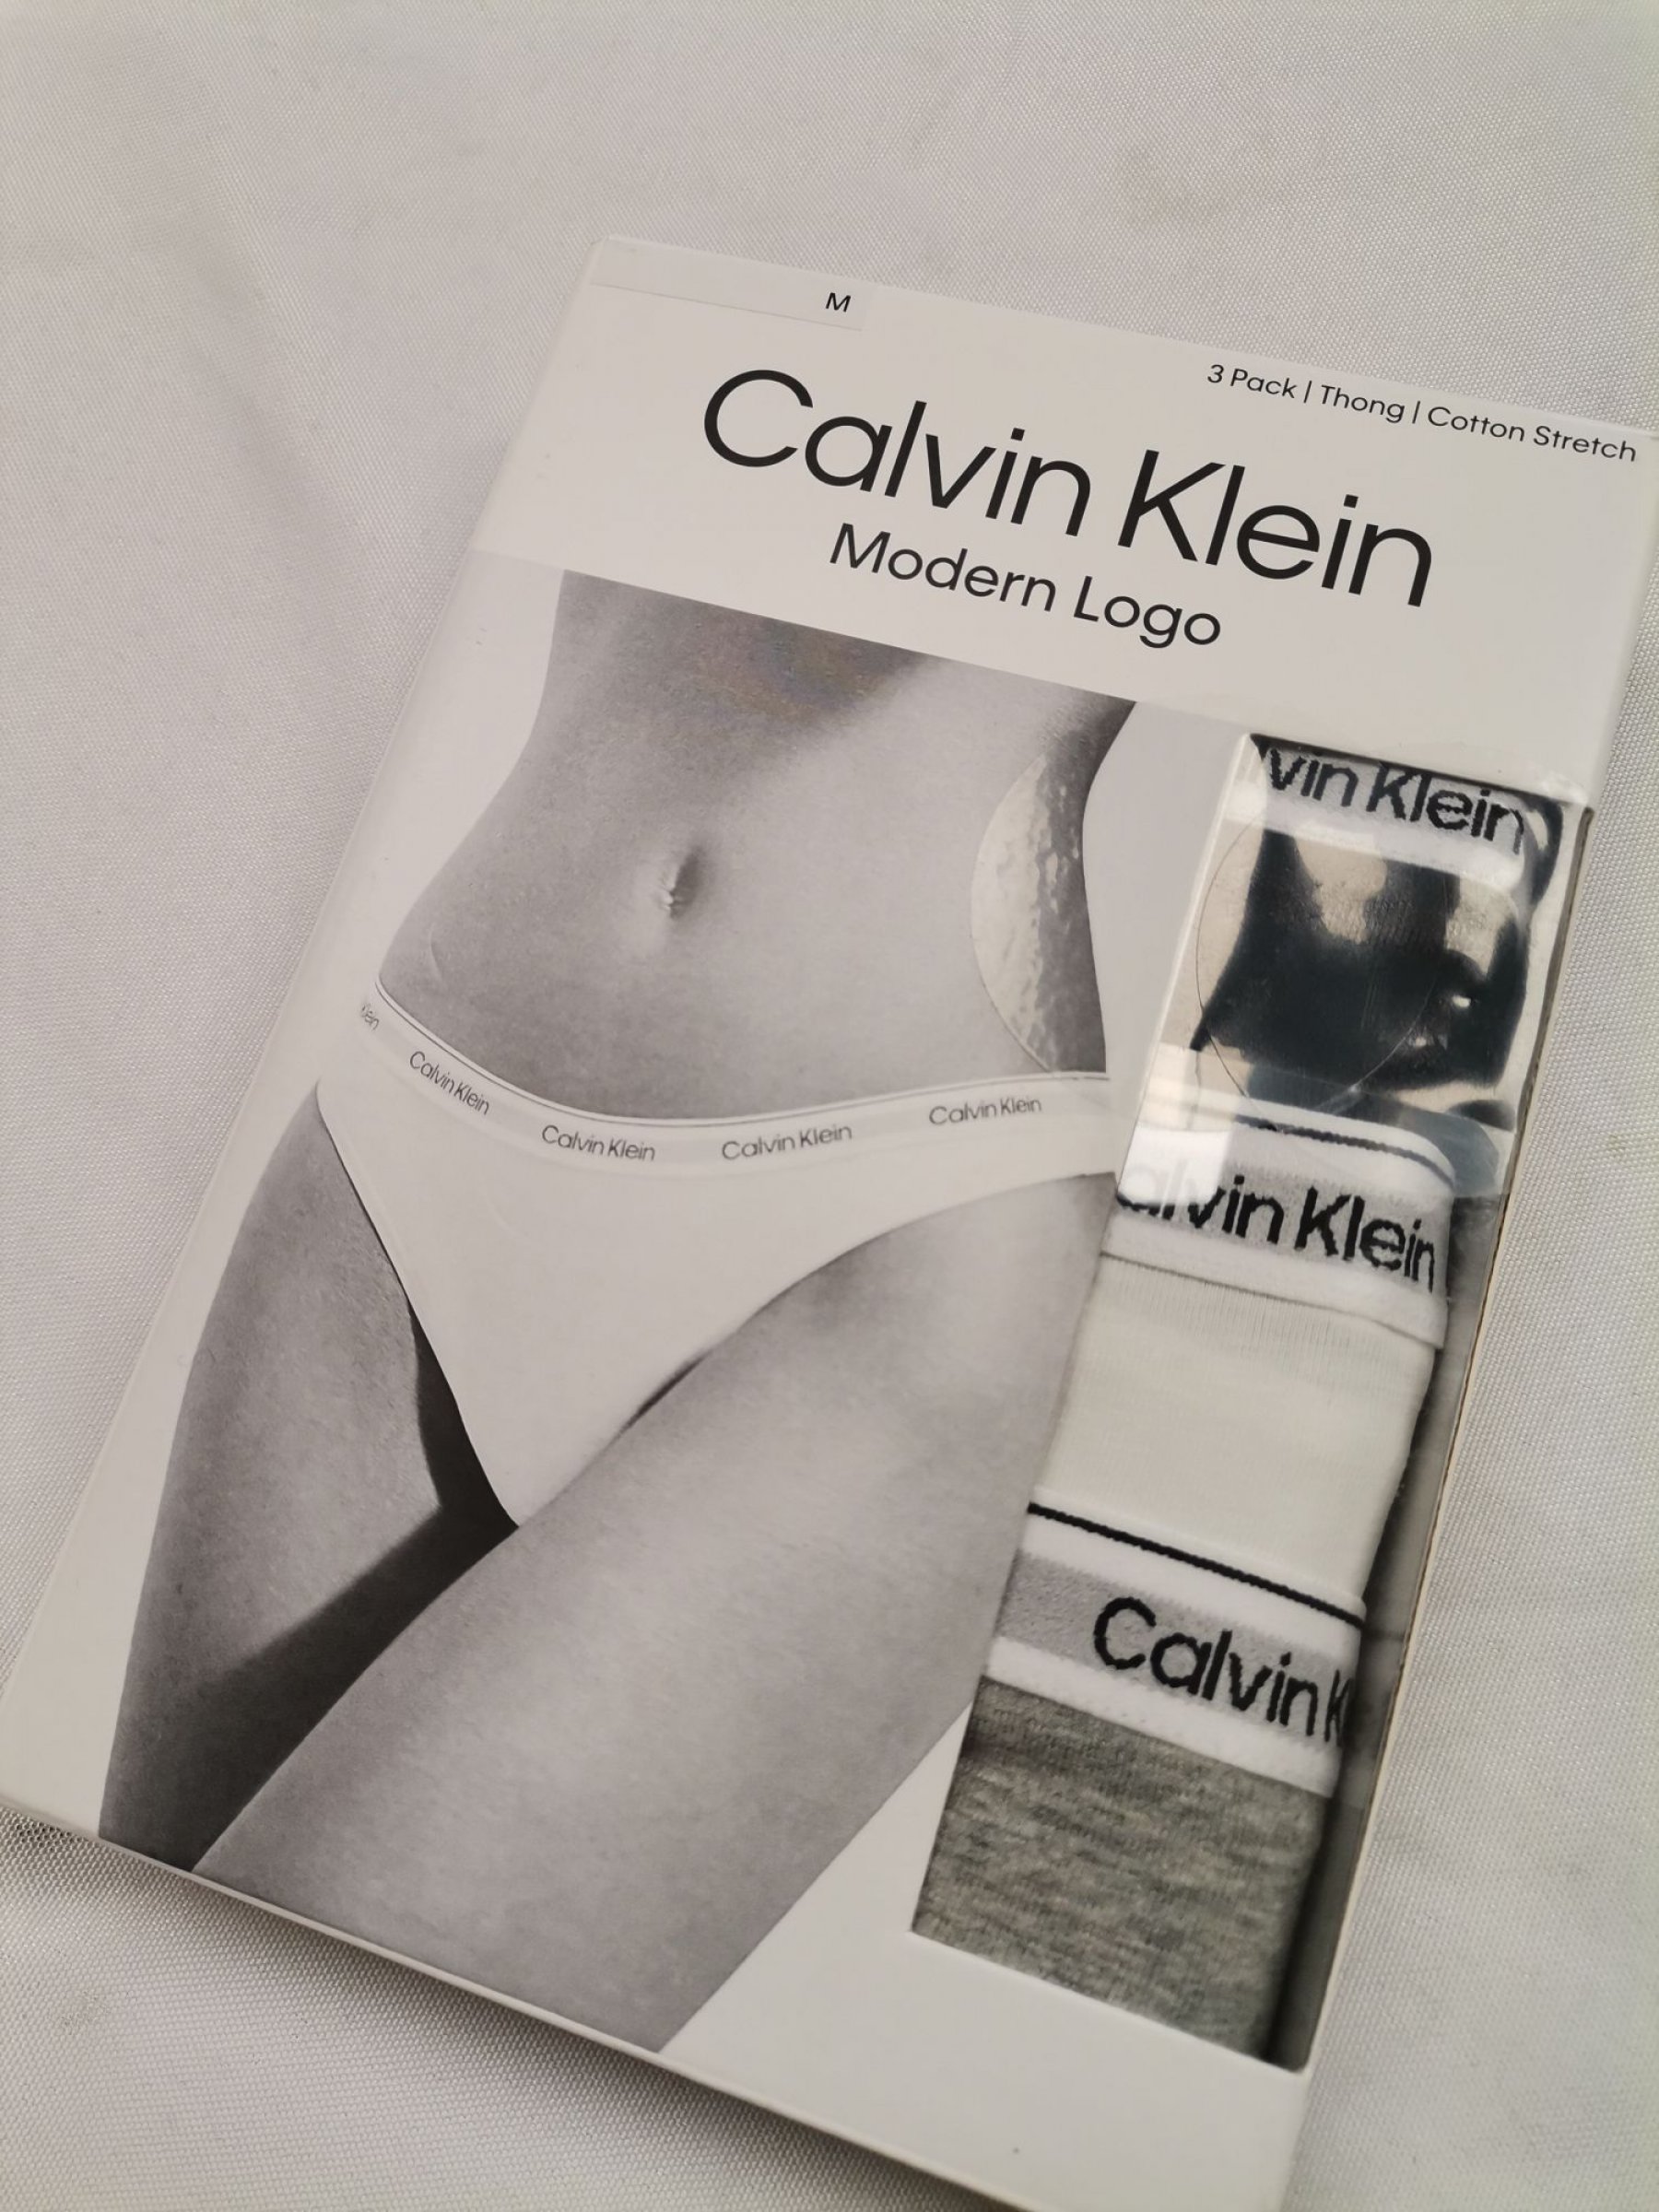 M
3 Pack | Thong | Cotton Stretch
Calvin Klein
Modern Logo
vin Klein
Klein
Calvin Klein
Calvin Klein
Calvin Klein
Calvin Klein
alvin Klein
Calvin K